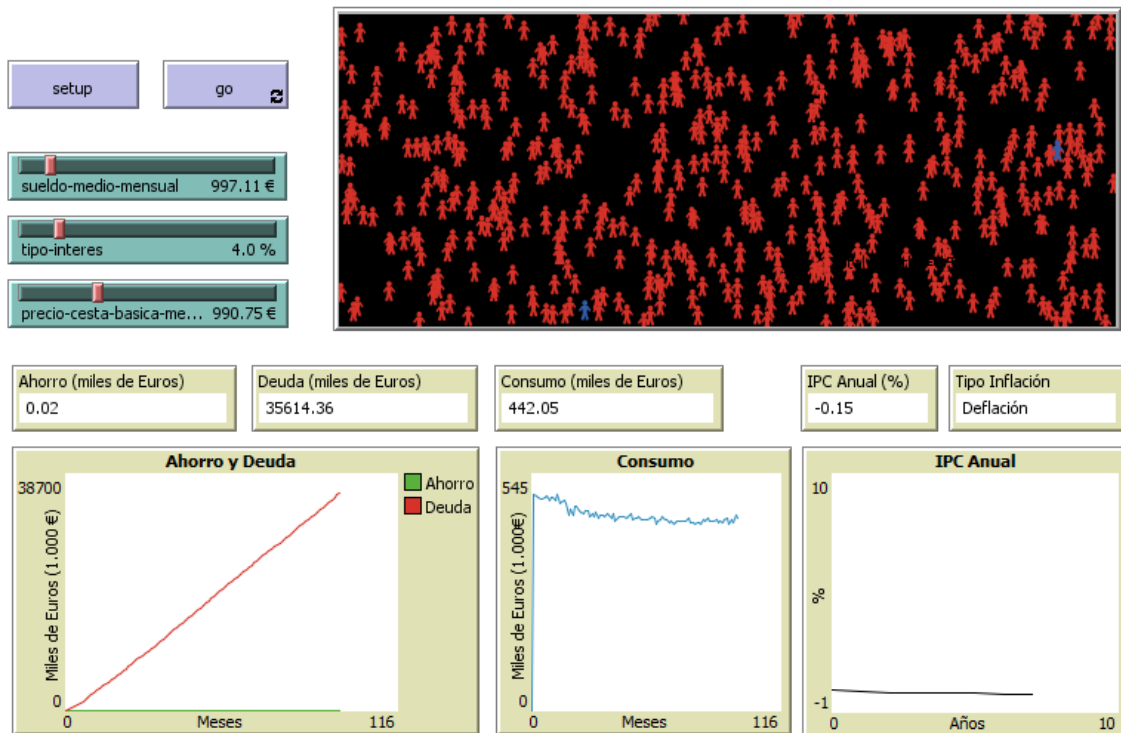 setup
go
sueldo-medio-mensual 997.11 €
tipo-interes 4.0 %
precio-cesta-basica-me... 990.75 €
Ahorro (miles de Euros)
0.02
Deuda (miles de Euros)
35614.36
Consumo (miles de Euros)
442.05
IPC Anual (%)
-0.15
Tipo Inflación
Deflación
Ahorro y Deuda
38700
Miles de Euros (1.000 €)
0
0
Meses
116
Ahorro
Deuda
Consumo
545
Miles de Euros (1.000€)
0
0
Meses
116
IPC Anual
10
%
-1
0
Años
10